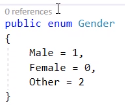 0 references
public enum Gender
{
    Male = 1,
    Female = 0,
    Other = 2
}